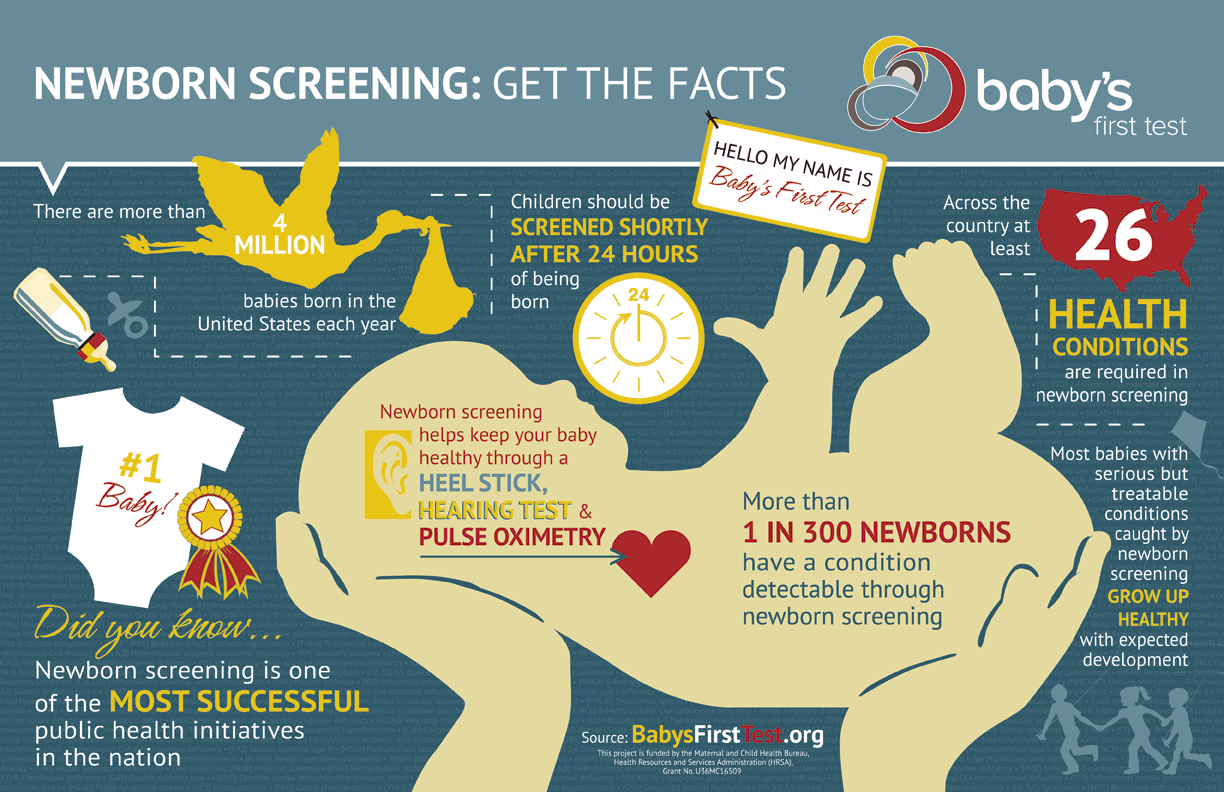 NEWBORN SCREENING: GET THE FACTS
baby's
first test
HELLO MY NAME IS
Baby's First Test
There are more than
4
MILLION
babies born in the
United States each year
Children should be
SCREENED SHORTLY
AFTER 24 HOURS
of being
born
24
Across the
country at
least
26
HEALTH
CONDITIONS
are required in
newborn screening
#1
Baby!
Newborn screening
helps keep your baby
healthy through a
HEEL STICK,
HEARING TEST &
PULSE OXIMETRY
More than
1 IN 300 NEWBORNS
have a condition
detectable through
newborn screening
Most babies with
serious but
treatable
conditions
caught by
newborn
screening
GROW UP
HEALTHY
with expected
development
Did you know...
Newborn screening is one
of the MOST SUCCESSFUL
public health initiatives
in the nation
Source: BabysFirstTest.org
This project is funded by the Maternal and Child Health Bureau,
Health Resources and Services Administration (HRSA),
Grant No. U36MC16509